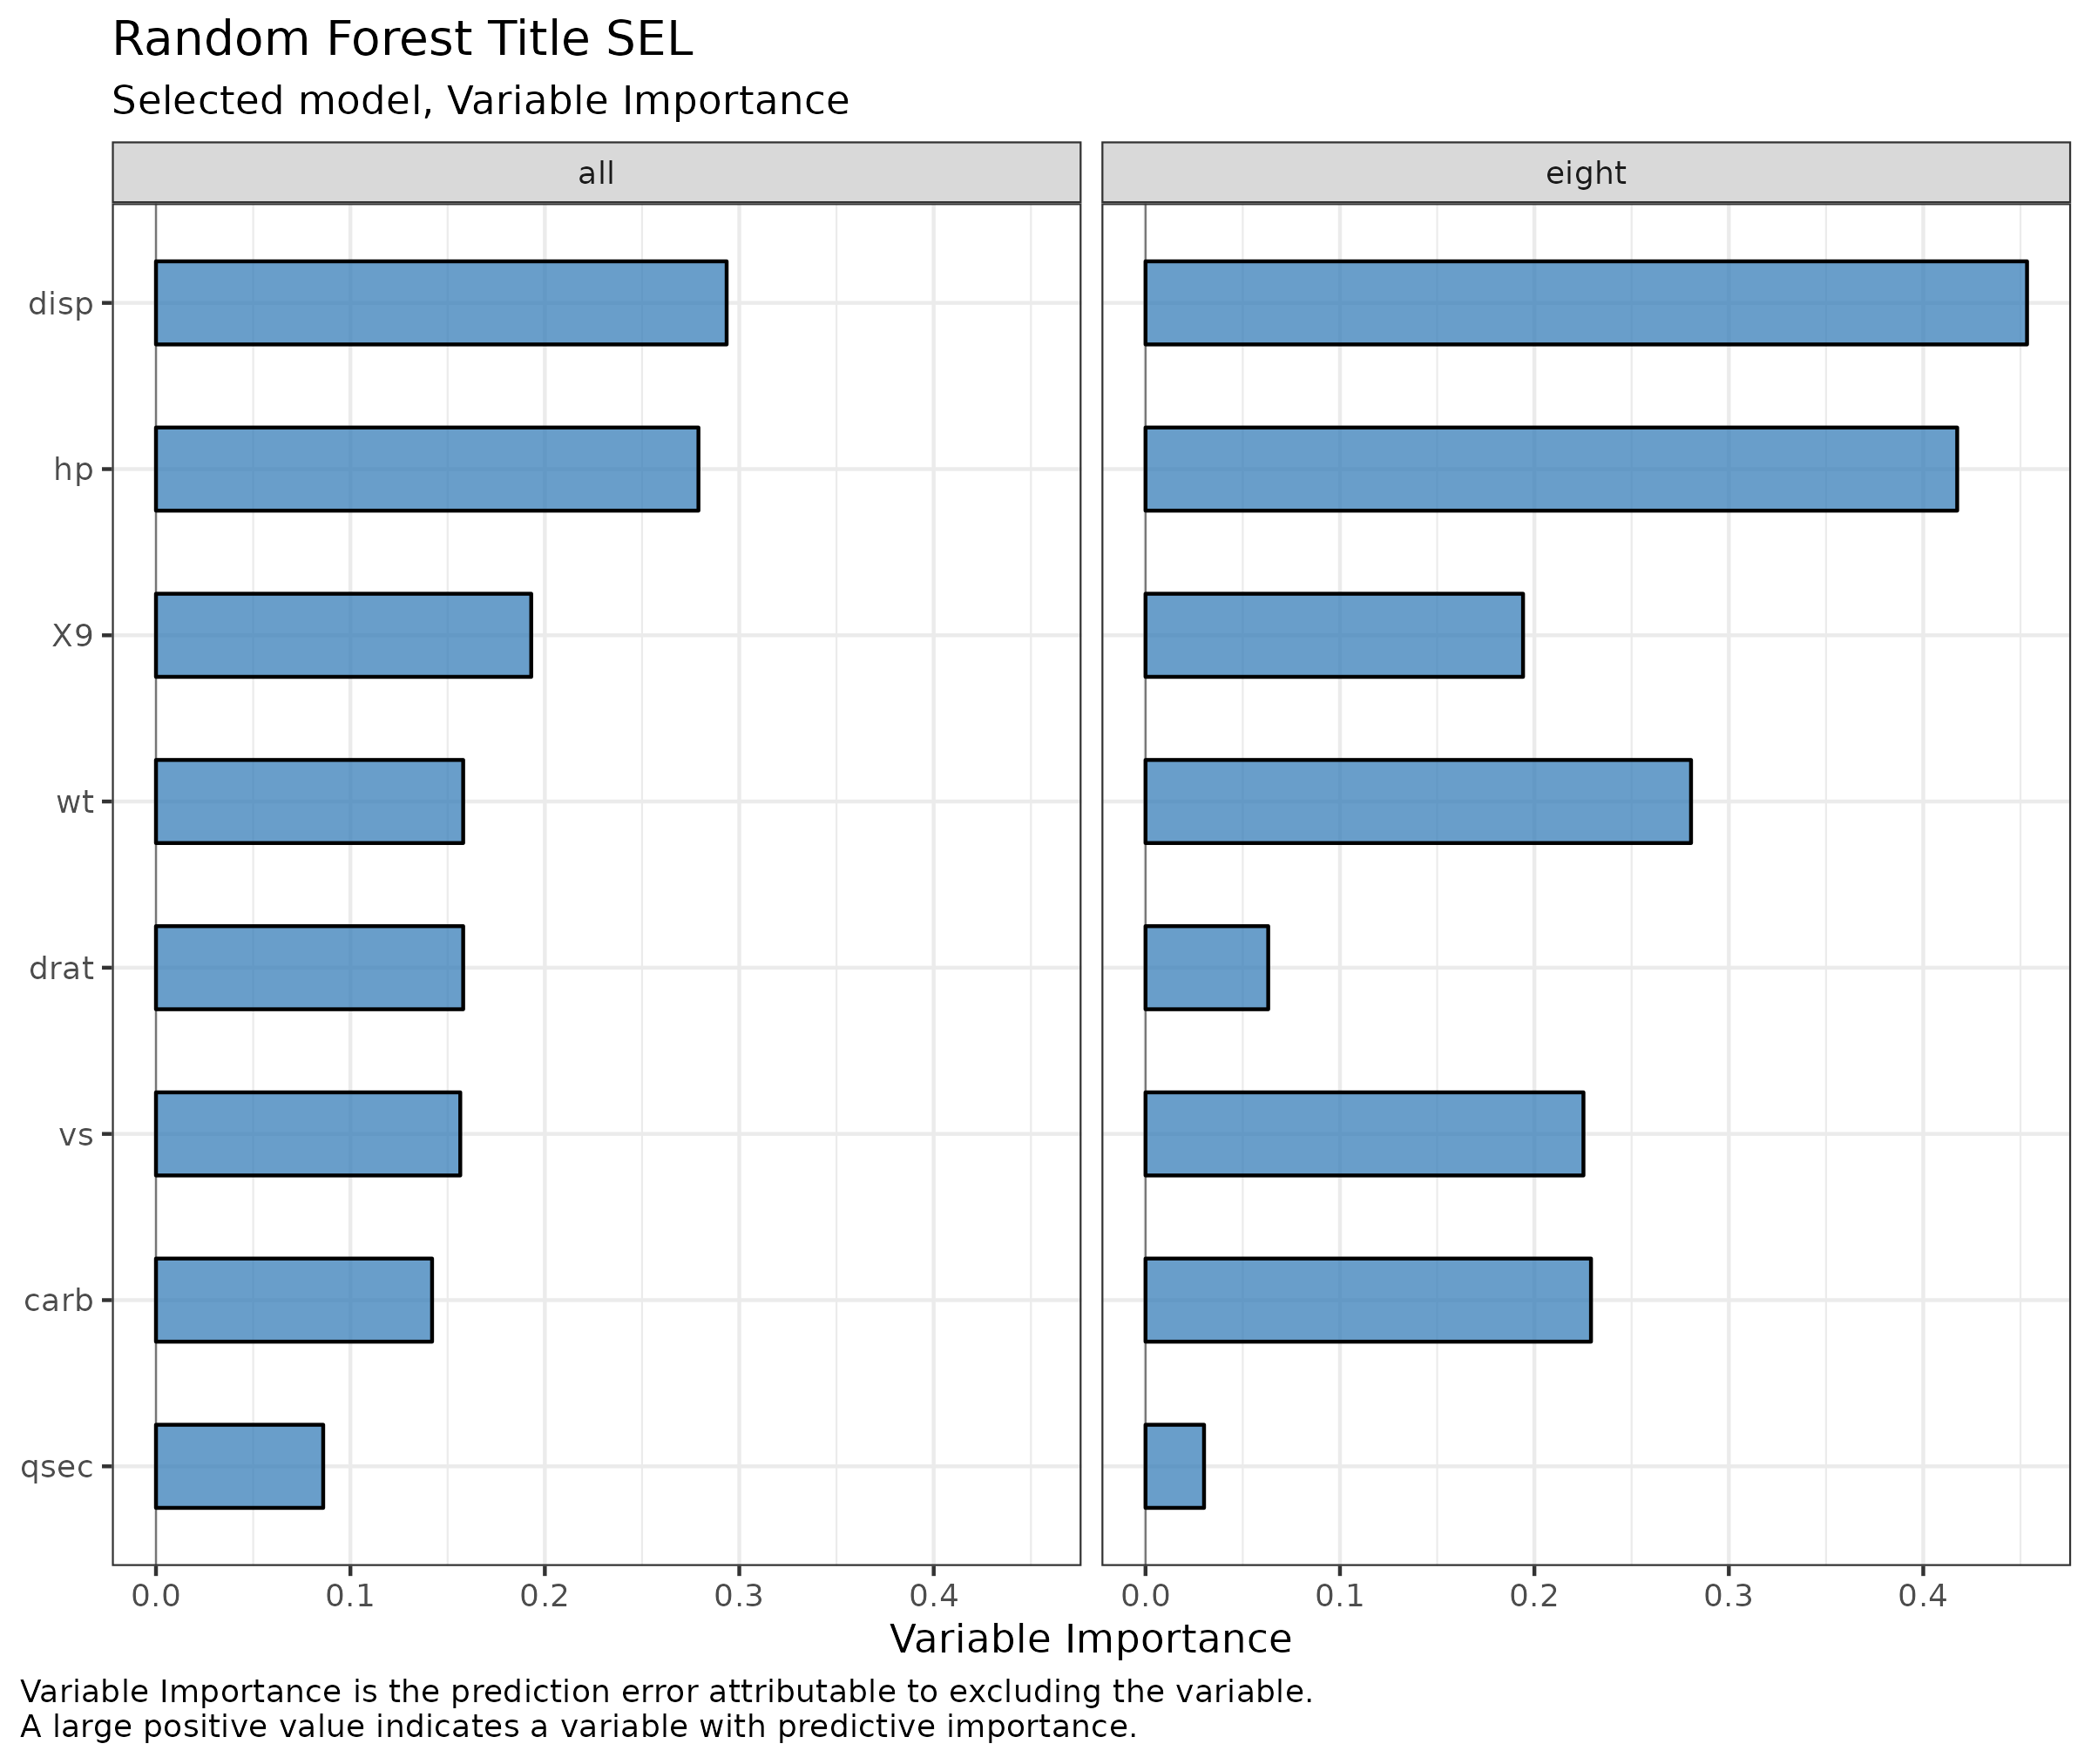 Random Forest Title SEL
Selected model, Variable Importance
all
eight
disp
hp
X9
wt
drat
vs
carb
qsec
0.0 0.1 0.2 0.3 0.4
0.0 0.1 0.2 0.3 0.4
Variable Importance
Variable Importance is the prediction error attributable to excluding the variable.
A large positive value indicates a variable with predictive importance.